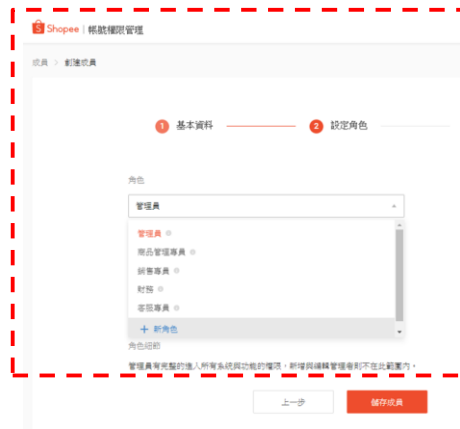 Shopee | 帳號權限管理
成員 > 創建成員
1 基本資料 2 設定角色
角色
管理員
管理員
商品管理專員
銷售專員
財務
客服專員
+ 新角色
角色細節
管理員有完整的進入所有系統與功能的權限，新增與編輯管理者則不在此範圍內。
上一步 儲存成員